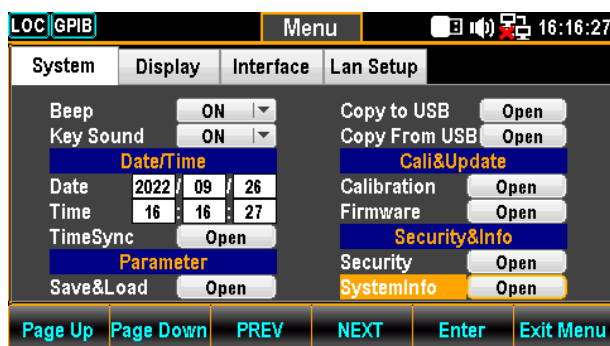 LOC GPIB Menu 16:16:27
System Display Interface Lan Setup
Beep ON
Key Sound ON
Date/Time
Date 2022 / 09 / 26
Time 16 : 16 : 27
TimeSync Open
Parameter
Save&Load Open
Copy to USB Open
Copy From USB Open
Cali&Update
Calibration Open
Firmware Open
Security&Info
Security Open
SystemInfo Open
Page Up Page Down PREV NEXT Enter Exit Menu